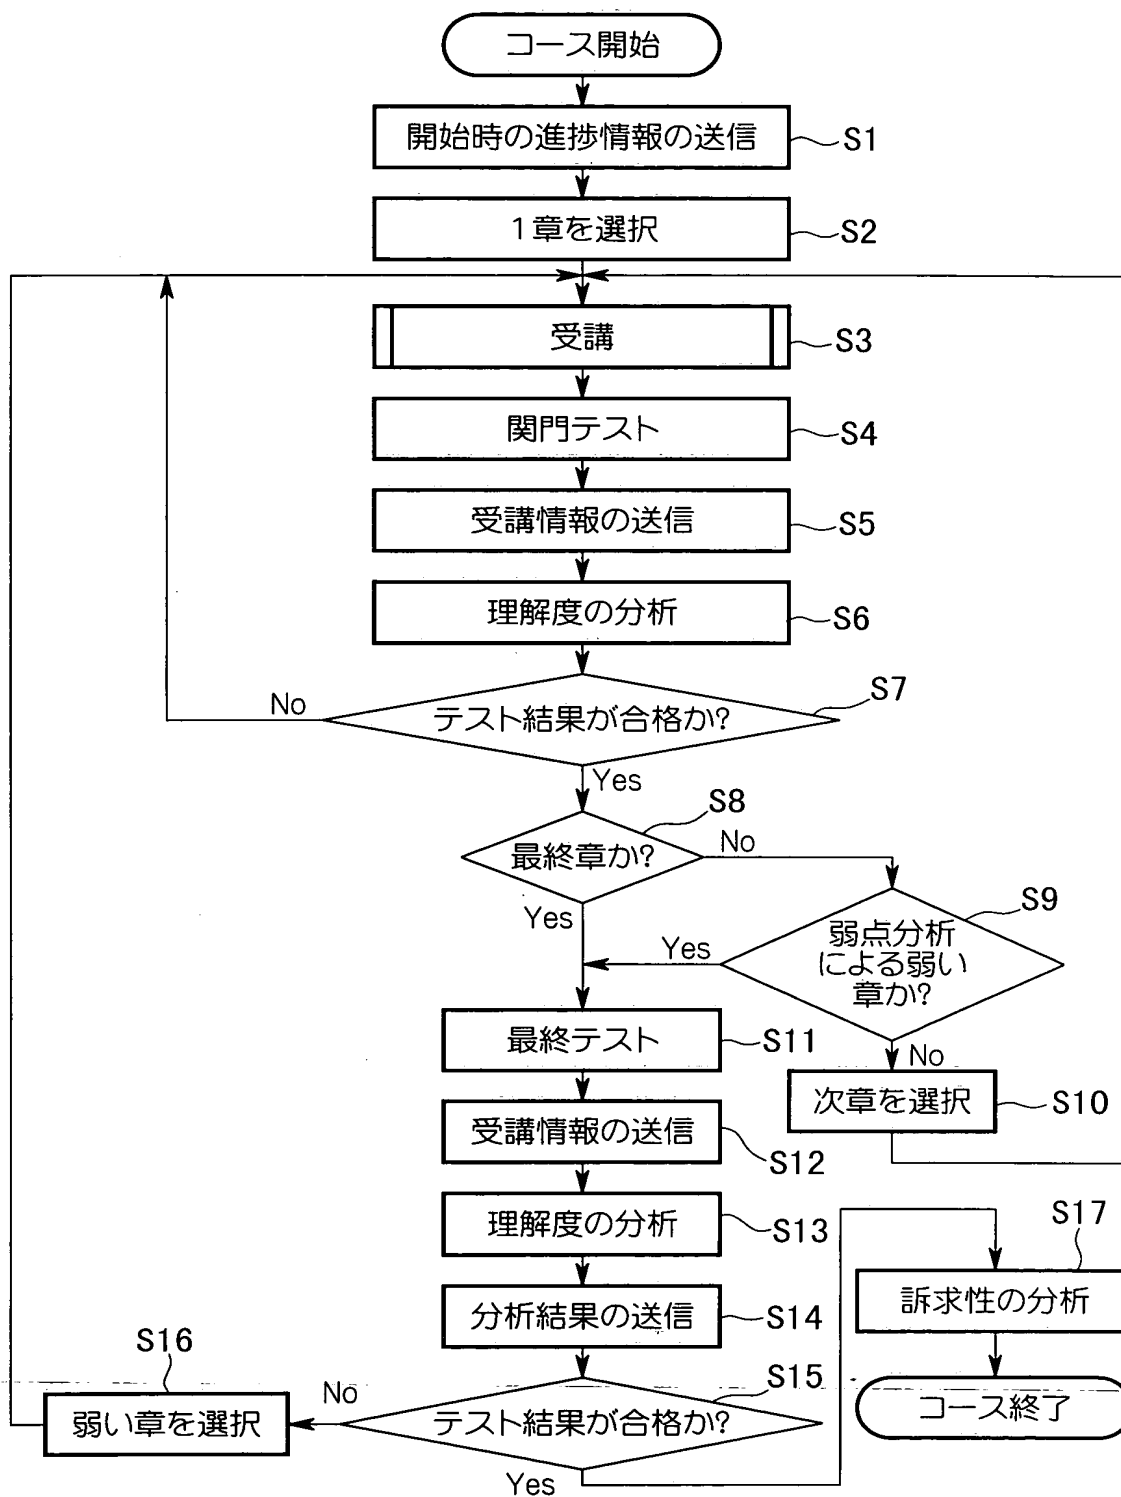 コース開始
開始時の進捗情報の送信
S1
1章を選択
S2
受講
S3
関門テスト
S4
受講情報の送信
S5
理解度の分析
S6
テスト結果が合格か?
S7
No
Yes
最終章か?
S8
No
Yes
弱点分析
による弱い
章か?
S9
Yes
No
最終テスト
S11
次章を選択
S10
受講情報の送信
S12
理解度の分析
S13
訴求性の分析
S17
分析結果の送信
S14
テスト結果が合格か?
S15
No
Yes
弱い章を選択
S16
コース終了